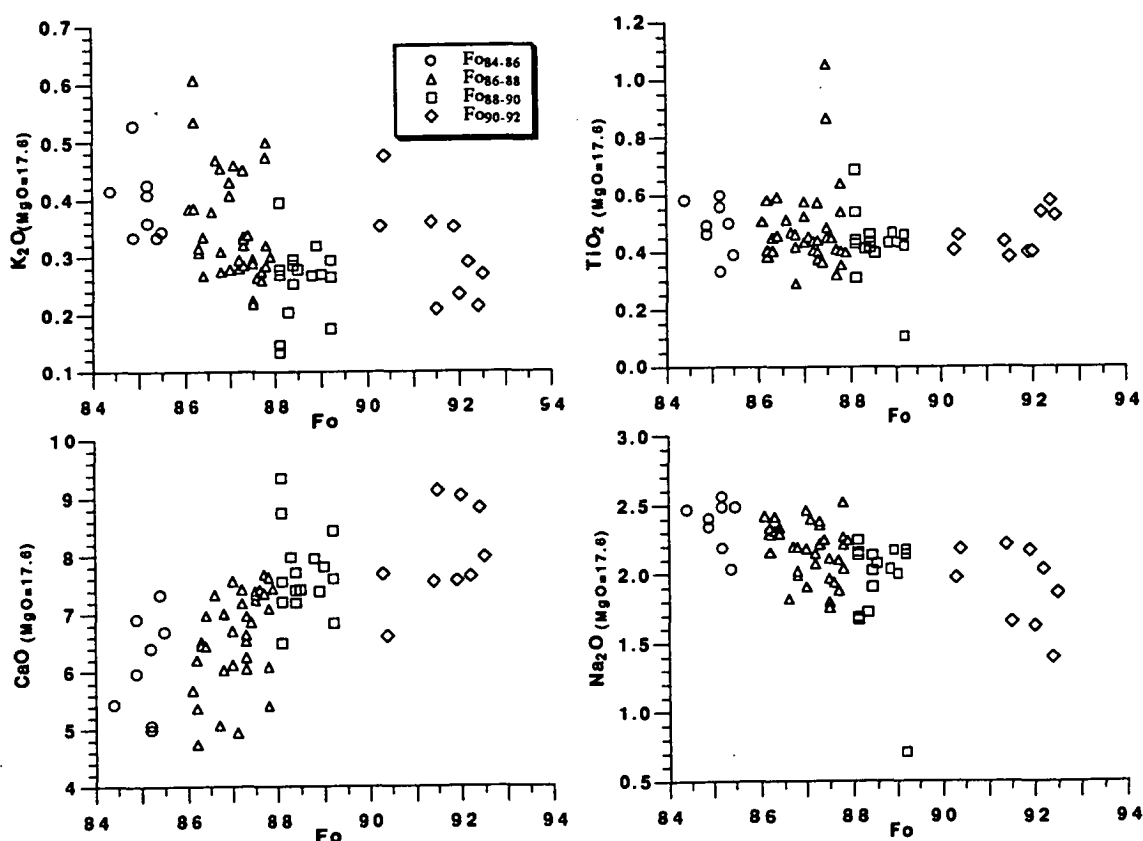 K2O(MgO=17.6)
0.7
0.6
0.5
0.4
0.3
0.2
0.1
84 86 88 90 92 94
Fo
Fo84-86
Fo86-88
Fo88-90
Fo90-92
TiO2 (MgO=17.6)
1.2
1.0
0.8
0.6
0.4
0.2
0.0
84 86 88 90 92 94
Fo
CaO (MgO=17.6)
10
9
8
7
6
5
4
84 86 88 90 92 94
Fo
Na2O (MgO=17.6)
3.0
2.5
2.0
1.5
1.0
0.5
84 86 88 90 92 94
Fo